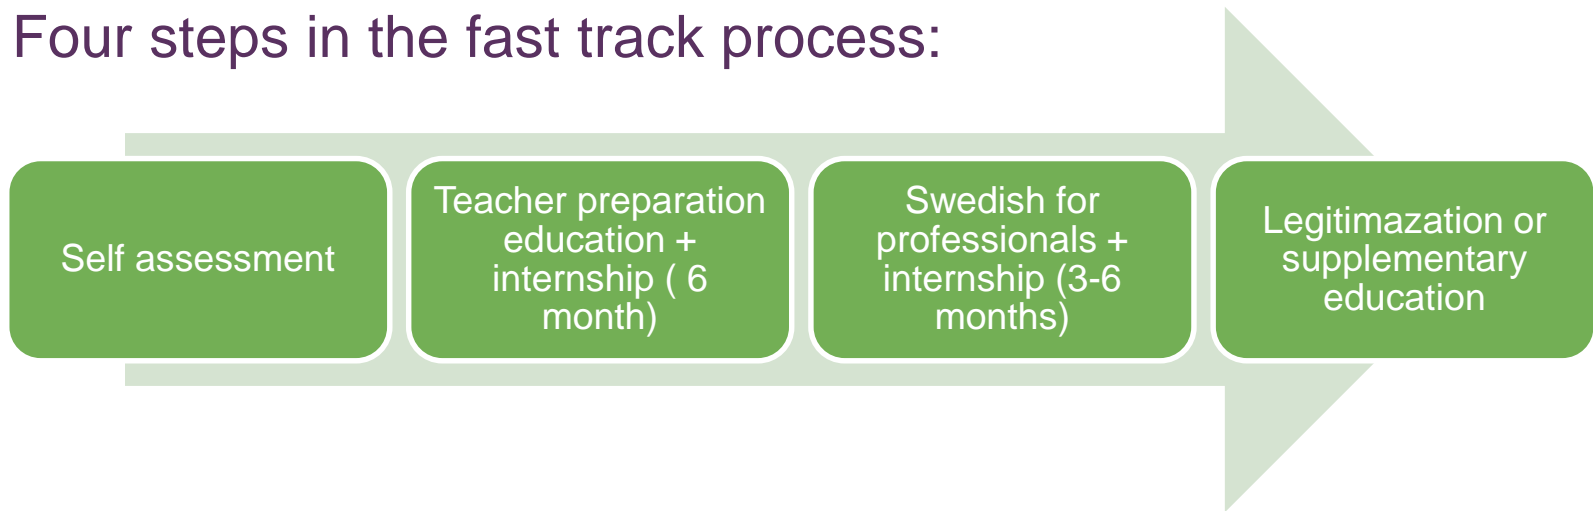 Four steps in the fast track process:
Self assessment
Teacher preparation
education +
internship ( 6
month)
Swedish for
professionals +
internship (3-6
months)
Legitimazation or
supplementary
education